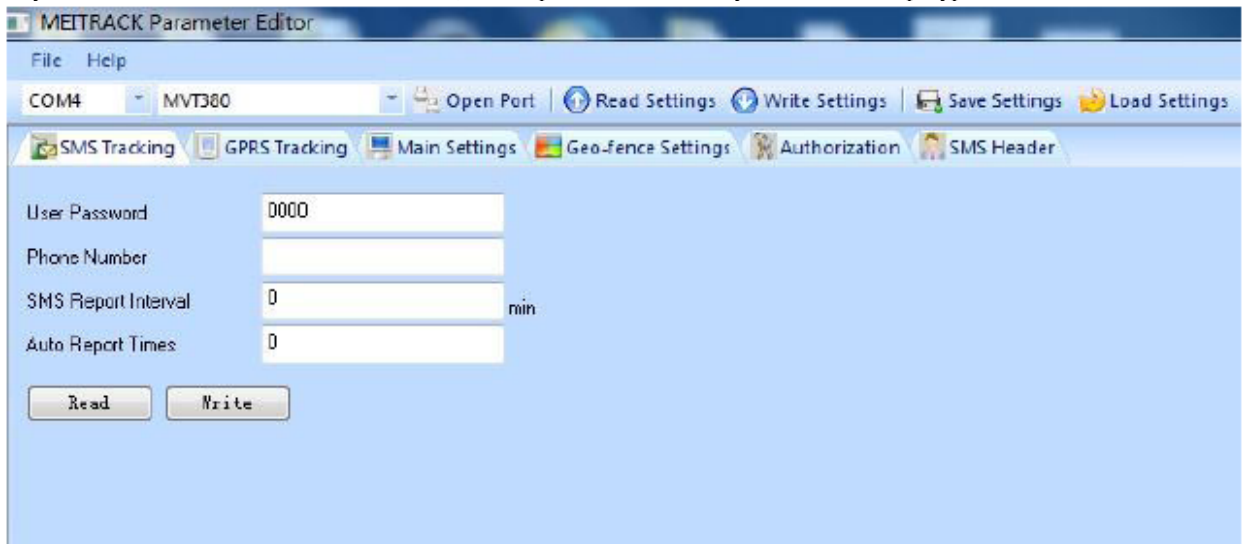 MEITRACK Parameter Editor
File Help
COM4 MVT380 Open Port Read Settings Write Settings Save Settings Load Settings
SMS Tracking GPRS Tracking Main Settings Geo-fence Settings Authorization SMS Header
User Password 0000
Phone Number
SMS Report Interval 0 min
Auto Report Times 0
Read Write